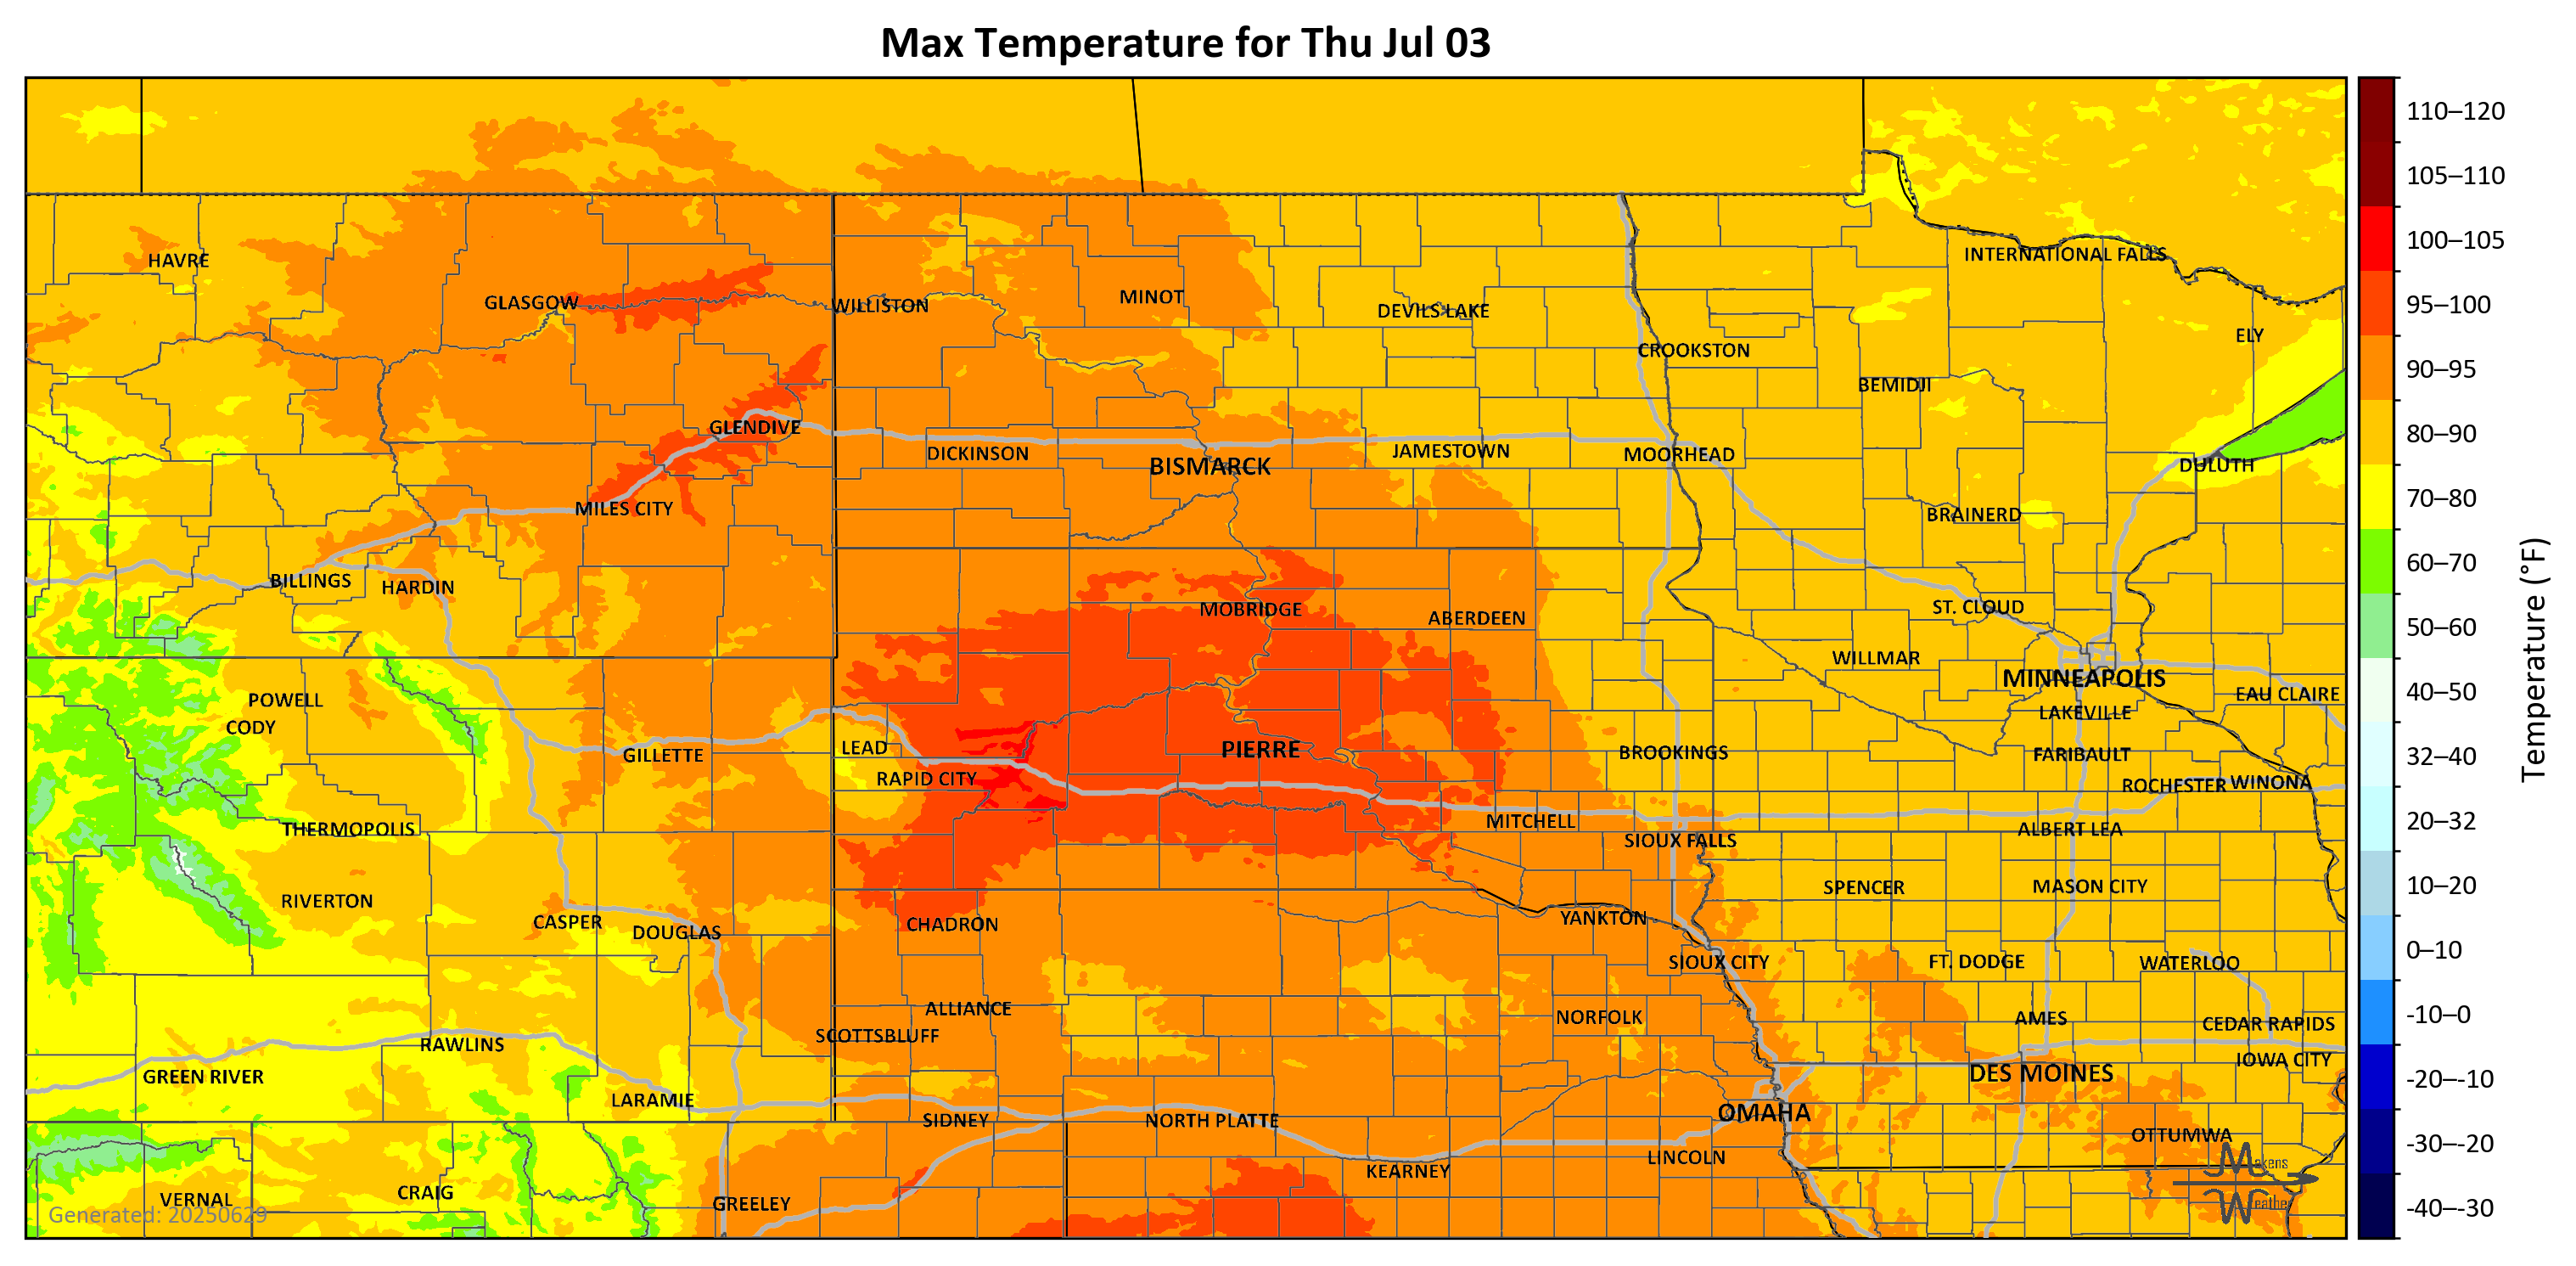 Max Temperature for Thu Jul 03
110–120
105–110
100–105
95–100
90–95
80–90
70–80
60–70
50–60
40–50
32–40
20–32
10–20
0–10
-10–0
-20–-10
-30–-20
-40–-30
Temperature (°F)
HAVRE
GLASGOW
WILLISTON
MINOT
DEVILS LAKE
CROOKSTON
INTERNATIONAL FALLS
ELY
BEMIDJI
GLENDIVE
DICKINSON
BISMARCK
JAMESTOWN
MOORHEAD
DULUTH
MILES CITY
BRAINERD
BILLINGS
HARDIN
MOBRIDGE
ABERDEEN
ST. CLOUD
WILLMAR
MINNEAPOLIS
EAU CLAIRE
POWELL
CODY
LAKEVILLE
GILLETTE
LEAD
PIERRE
BROOKINGS
FARIBAULT
RAPID CITY
ROCHESTER
WINONA
THERMOPOLIS
MITCHELL
SIOUX FALLS
ALBERT LEA
RIVERTON
SPENCER
MASON CITY
CASPER
DOUGLAS
CHADRON
YANKTON
SIOUX CITY
FT. DODGE
WATERLOO
ALLIANCE
NORFOLK
AMES
CEDAR RAPIDS
SCOTTSBLUFF
RAWLINS
IOWA CITY
GREEN RIVER
DES MOINES
LARAMIE
SIDNEY
NORTH PLATTE
OMAHA
OTTUMWA
KEARNEY
LINCOLN
VERNAL
CRAIG
GREELEY
Makens
Weather
Generated: 20250629